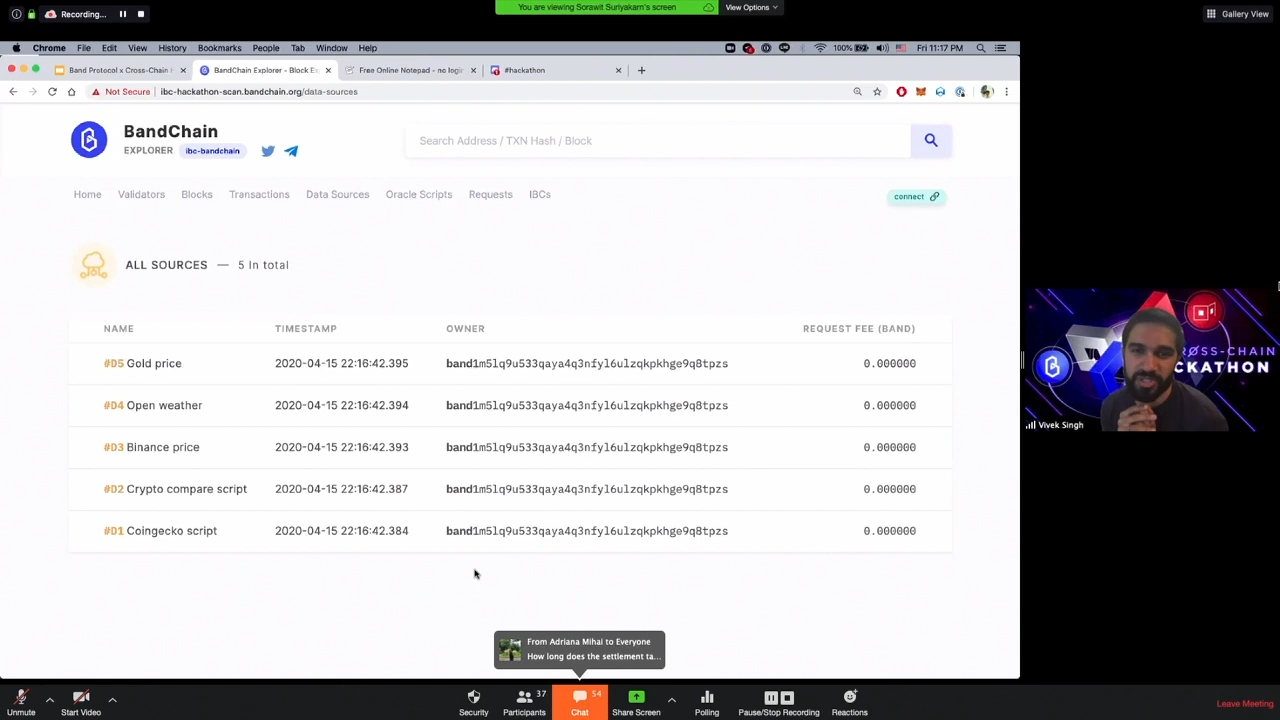 Recording...
You are viewing Sorawit Suriyakarn's screen
View Options
Gallery View
Chrome File Edit View History Bookmarks People Tab Window Help
100%
Fri 11:17 PM
Band Protocol x Cross-Chain
BandChain Explorer - Block Ex
Free Online Notepad - no login
#hackathon
Not Secure
ibc-hackathon-scan.bandchain.org/data-sources
BandChain
EXPLORER
ibc-bandchain
Search Address / TXN Hash / Block
Home Validators Blocks Transactions Data Sources Oracle Scripts Requests IBCs
connect
ALL SOURCES — 5 In total
NAME TIMESTAMP OWNER REQUEST FEE (BAND)
#D5 Gold price 2020-04-15 22:16:42.395 band1m5lq9u533qaya4q3nfyl6ulzqkpkhge9q8tpzs 0.000000
#D4 Open weather 2020-04-15 22:16:42.394 band1m5lq9u533qaya4q3nfyl6ulzqkpkhge9q8tpzs 0.000000
#D3 Binance price 2020-04-15 22:16:42.393 band1m5lq9u533qaya4q3nfyl6ulzqkpkhge9q8tpzs 0.000000
#D2 Crypto compare script 2020-04-15 22:16:42.387 band1m5lq9u533qaya4q3nfyl6ulzqkpkhge9q8tpzs 0.000000
#D1 Coingecko script 2020-04-15 22:16:42.384 band1m5lq9u533qaya4q3nfyl6ulzqkpkhge9q8tpzs 0.000000
ROSS-CHAIN
CKATHON
Vivek Singh
From Adriana Mihai to Everyone
How long does the settlement ta...
Unmute
Start Video
Security
Participants 37
Chat 54
Share Screen
Polling
Pause/Stop Recording
Reactions
Leave Meeting